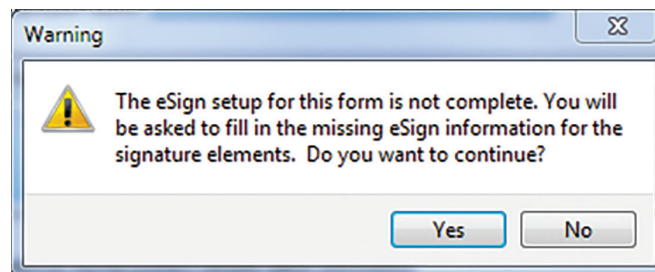 Warning
The eSign setup for this form is not complete. You will
be asked to fill in the missing eSign information for the
signature elements.  Do you want to continue?
Yes
No